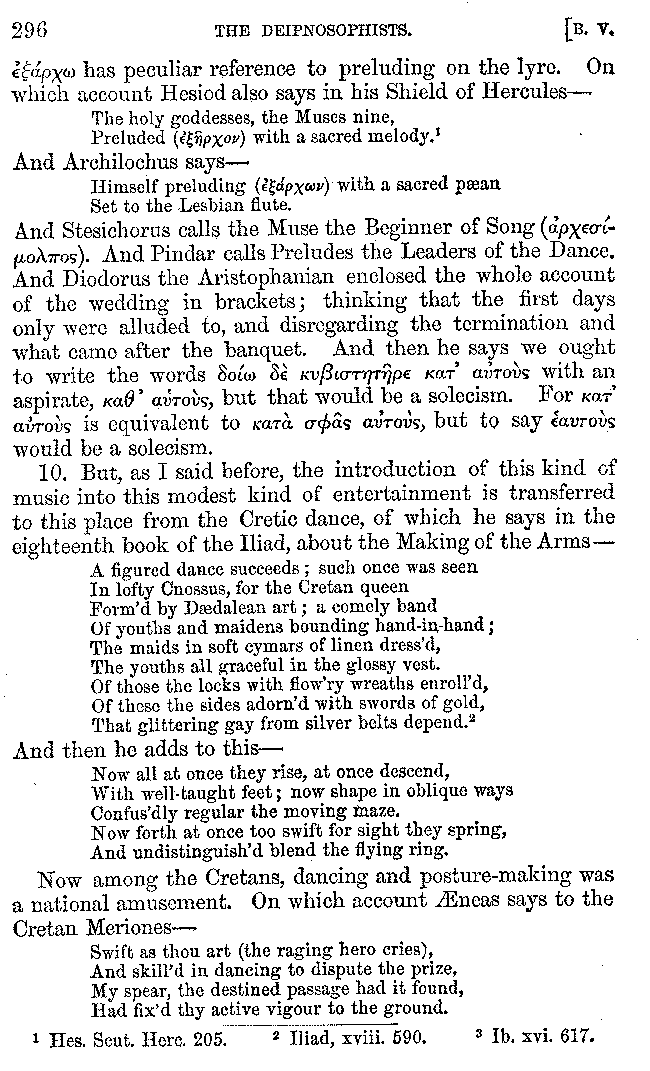 296 THE DEIPNOSOPHISTS. [B. V.
ἐξάρχω has peculiar reference to preluding on the lyre. On
which account Hesiod also says in his Shield of Hercules—
The holy goddesses, the Muses nine,
Preluded (ἐξῆρχον) with a sacred melody.¹
And Archilochus says—
Himself preluding (ἐξάρχων) with a sacred pæan
Set to the Lesbian flute.
And Stesichorus calls the Muse the Beginner of Song (ἀρχεσί-
μολπος). And Pindar calls Preludes the Leaders of the Dance.
And Diodorus the Aristophanian enclosed the whole account
of the wedding in brackets; thinking that the first days
only were alluded to, and disregarding the termination and
what came after the banquet. And then he says we ought
to write the words δοίω δὲ κυβιστητῆρε κατ' αὑτοὺς with an
aspirate, καθ' αὑτοὺς, but that would be a solecism. For κατ'
αὐτοὺς is equivalent to κατὰ σφᾶς αὐτοὺς, but to say ἑαυτοὺς
would be a solecism.
10. But, as I said before, the introduction of this kind of
music into this modest kind of entertainment is transferred
to this place from the Cretic dance, of which he says in the
eighteenth book of the Iliad, about the Making of the Arms—
A figured dance succeeds; such once was seen
In lofty Cnossus, for the Cretan queen
Form'd by Dædalean art; a comely band
Of youths and maidens bounding hand-in-hand;
The maids in soft cymars of linen dress'd,
The youths all graceful in the glossy vest.
Of those the locks with flow'ry wreaths enroll'd,
Of these the sides adorn'd with swords of gold,
That glittering gay from silver belts depend.²
And then he adds to this—
Now all at once they rise, at once descend,
With well-taught feet; now shape in oblique ways
Confus'dly regular the moving maze.
Now forth at once too swift for sight they spring,
And undistinguish'd blend the flying ring.
Now among the Cretans, dancing and posture-making was
a national amusement. On which account Æneas says to the
Cretan Meriones—
Swift as thou art (the raging hero cries),
And skill'd in dancing to dispute the prize,
My spear, the destined passage had it found,
Had fix'd thy active vigour to the ground.
¹ Hes. Scut. Herc. 205. ² Iliad, xviii. 590. ³ Ib. xvi. 617.